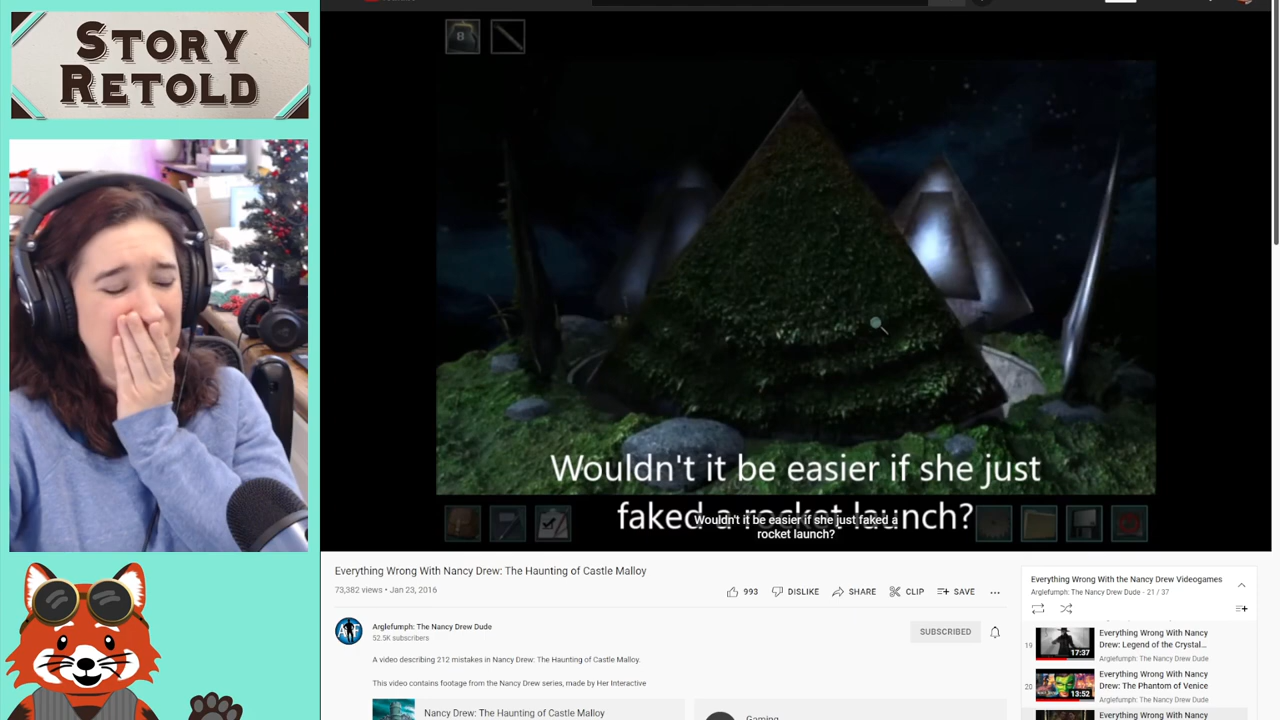 STORY
RETOLD
8
Wouldn't it be easier if she just
faked a rocket launch?
Wouldn't it be easier if she just faked a
rocket launch?
Everything Wrong With Nancy Drew: The Haunting of Castle Malloy
73,382 views • Jan 23, 2016
993
DISLIKE
SHARE
CLIP
SAVE
Arglefumph: The Nancy Drew Dude
52.5K subscribers
SUBSCRIBED
A video describing 212 mistakes in Nancy Drew: The Haunting of Castle Malloy.
This video contains footage from the Nancy Drew series, made by Her Interactive
Nancy Drew: The Haunting of Castle Malloy
Gaming
Everything Wrong With the Nancy Drew Videogames
Arglefumph: The Nancy Drew Dude - 21 / 37
19
17:37
Everything Wrong With Nancy
Drew: Legend of the Crystal...
Arglefumph: The Nancy Drew Dude
20
13:52
Everything Wrong With Nancy
Drew: The Phantom of Venice
Arglefumph: The Nancy Drew Dude
Everything Wrong With Nancy